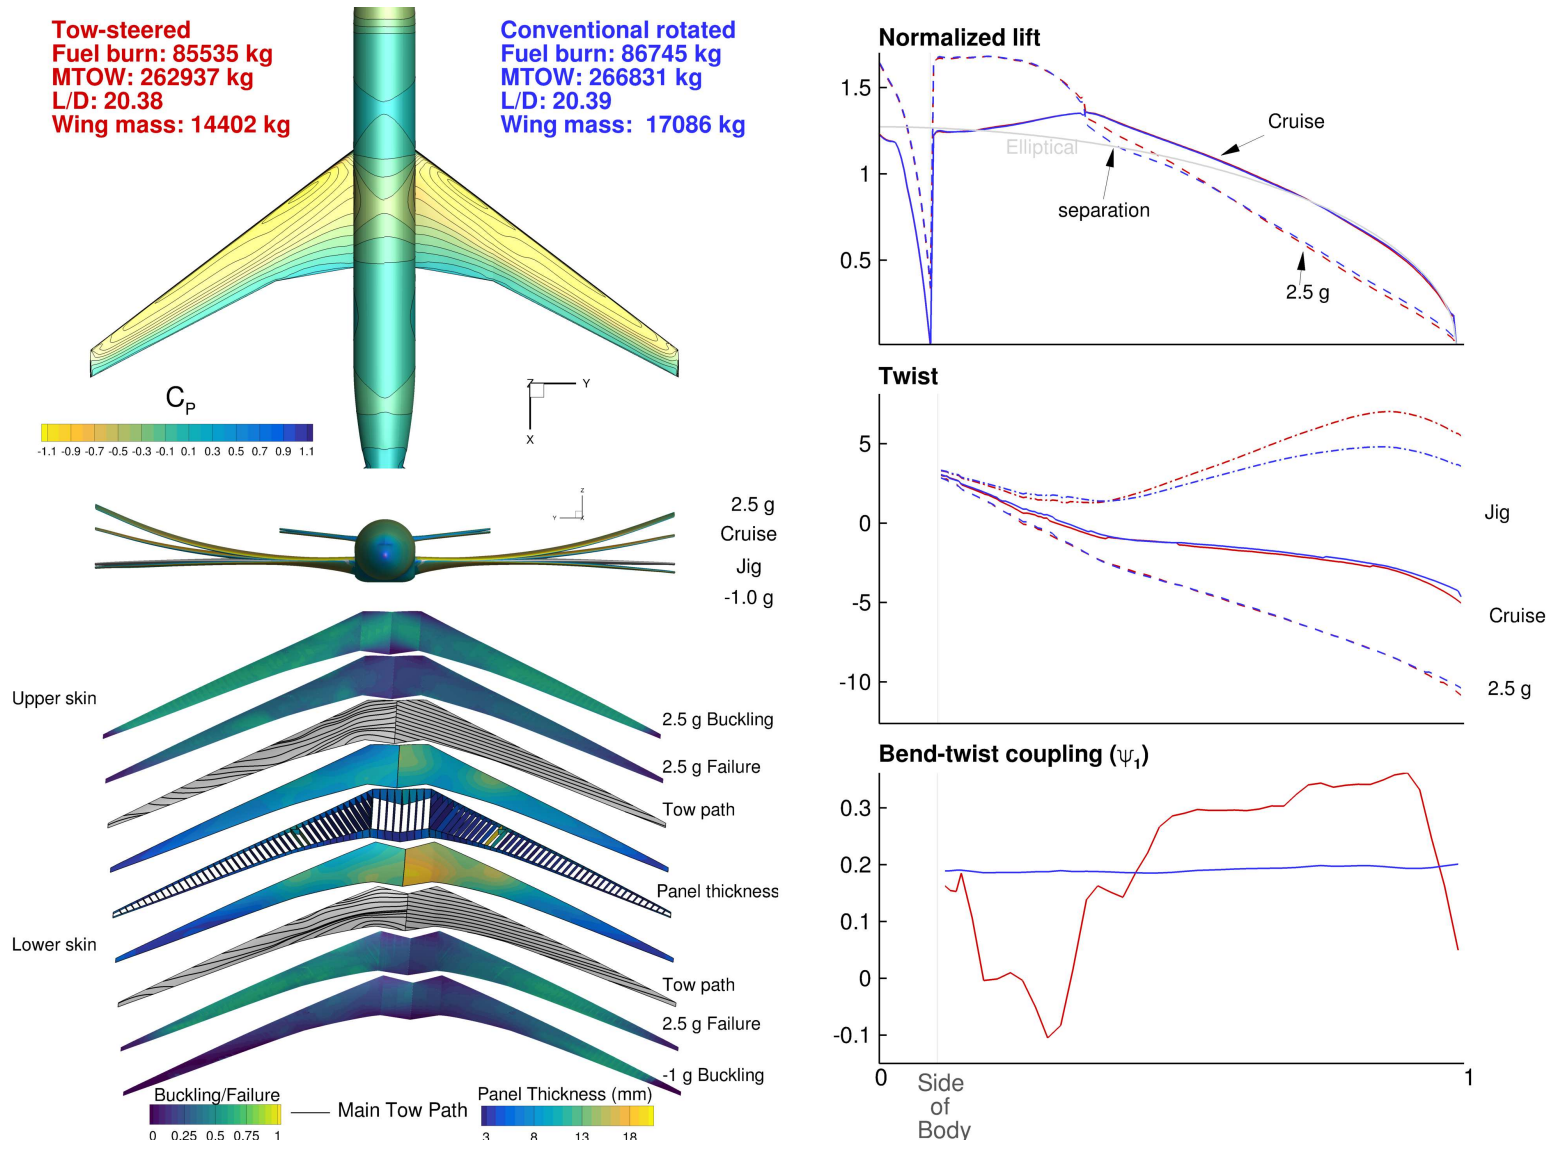 Tow-steered
Fuel burn: 85535 kg
MTOW: 262937 kg
L/D: 20.38
Wing mass: 14402 kg
Conventional rotated
Fuel burn: 86745 kg
MTOW: 266831 kg
L/D: 20.39
Wing mass: 17086 kg
CP
-1.1 -0.9 -0.7 -0.5 -0.3 -0.1 0.1 0.3 0.5 0.7 0.9 1.1
Z Y
X
Z
Y X
2.5 g
Cruise
Jig
-1.0 g
Upper skin
2.5 g Buckling
2.5 g Failure
Tow path
Panel thickness
Lower skin
Tow path
2.5 g Failure
-1 g Buckling
Buckling/Failure
0 0.25 0.5 0.75 1
Main Tow Path
Panel Thickness (mm)
3 8 13 18
Normalized lift
1.5
1
0.5
Elliptical
Cruise
separation
2.5 g
Twist
5
0
-5
-10
Jig
Cruise
2.5 g
Bend-twist coupling (ψ1)
0.3
0.2
0.1
0
-0.1
0 1
Side
of
Body